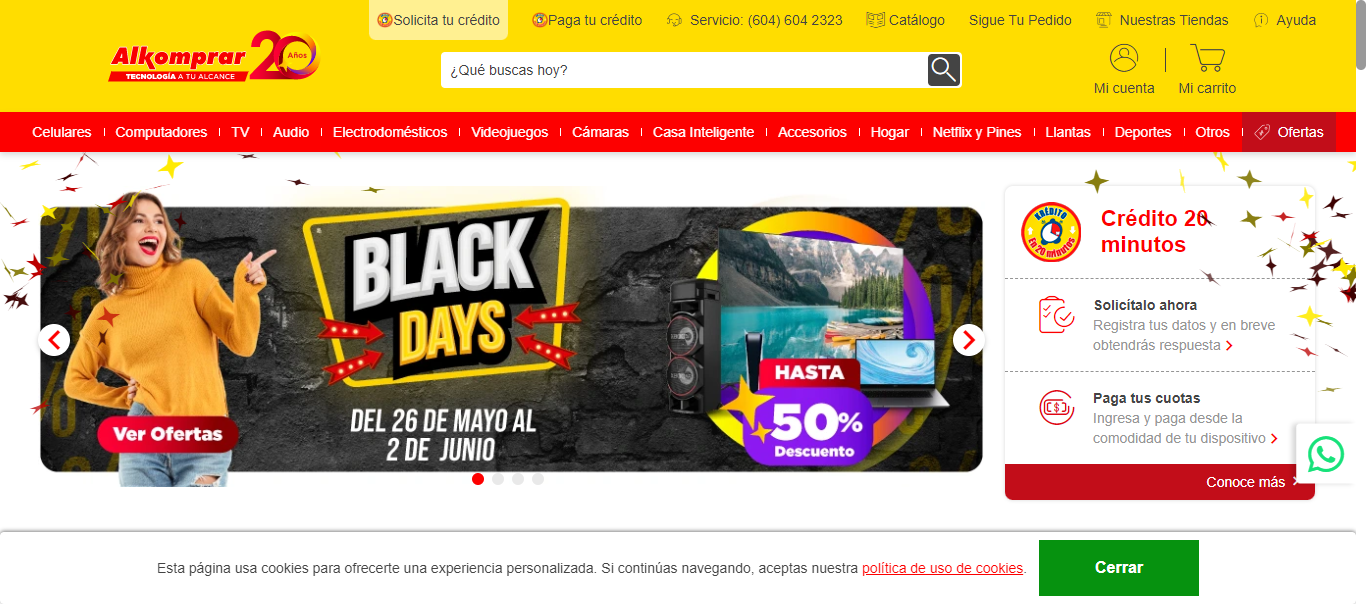 Solicita tu crédito
Paga tu crédito
Servicio: (604) 604 2323
Catálogo
Sigue Tu Pedido
Nuestras Tiendas
Ayuda
Alkomprar 20 Años
TECNOLOGÍA A TU ALCANCE
¿Qué buscas hoy?
Mi cuenta
Mi carrito
Celulares
Computadores
TV
Audio
Electrodomésticos
Videojuegos
Cámaras
Casa Inteligente
Accesorios
Hogar
Netflix y Pines
Llantas
Deportes
Otros
Ofertas
BLACK
DAYS
DEL 26 DE MAYO AL
2 DE JUNIO
Ver Ofertas
HASTA
50%
Descuento
KRÉDITO
En 20 minutos
Crédito 20
minutos
Solicítalo ahora
Registra tus datos y en breve
obtendrás respuesta
Paga tus cuotas
Ingresa y paga desde la
comodidad de tu dispositivo
Conoce más
Esta página usa cookies para ofrecerte una experiencia personalizada. Si continúas navegando, aceptas nuestra política de uso de cookies.
Cerrar